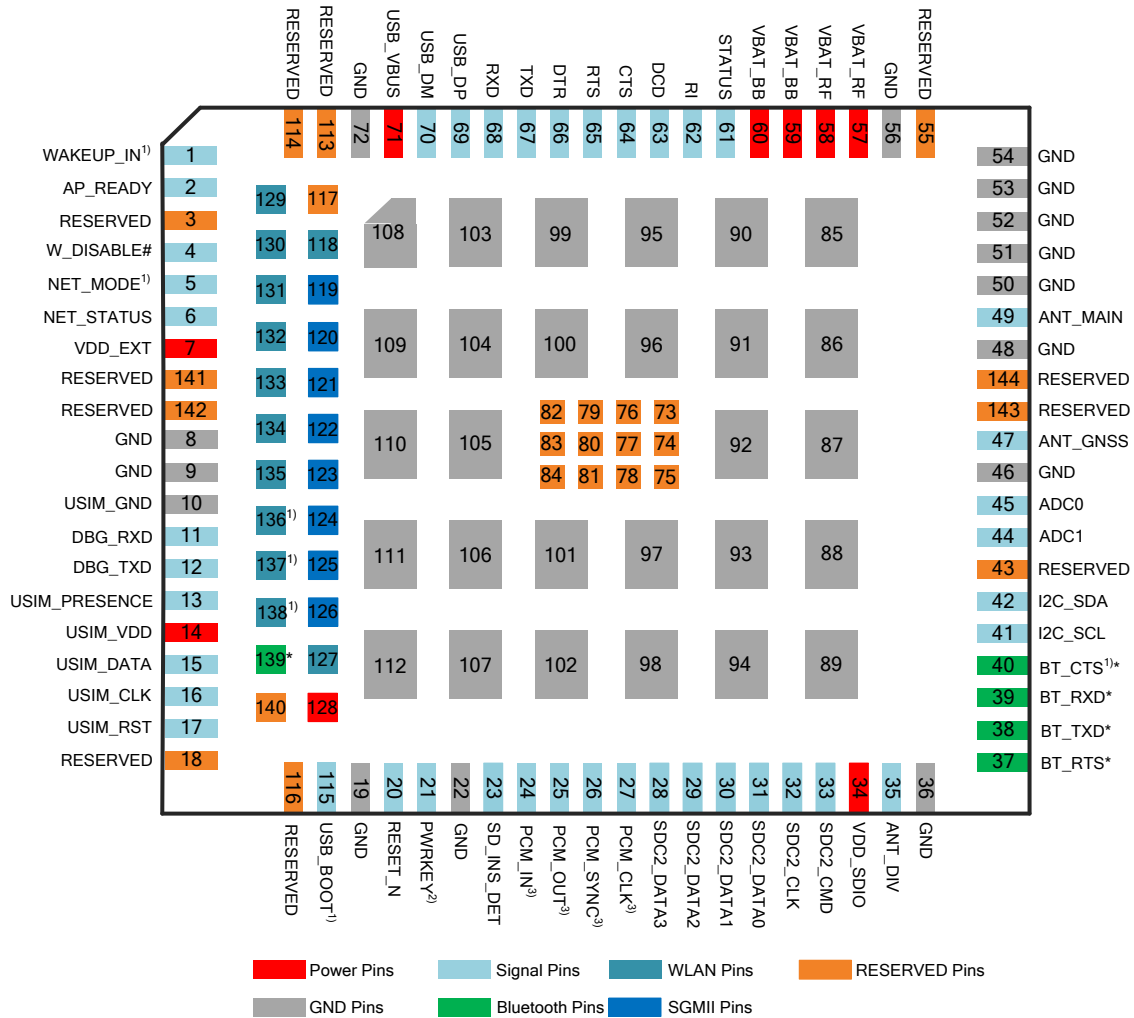 RESERVED
RESERVED
GND
USB_VBUS
USB_DM
USB_DP
RXD
TXD
DTR
RTS
CTS
DCD
RI
STATUS
VBAT_BB
VBAT_BB
VBAT_RF
VBAT_RF
GND
RESERVED
114 113 72 71 70 69 68 67 66 65 64 63 62 61 60 59 58 57 56 55
WAKEUP_IN1) 1
AP_READY 2
RESERVED 3
W_DISABLE# 4
NET_MODE1) 5
NET_STATUS 6
VDD_EXT 7
RESERVED 141
RESERVED 142
GND 8
GND 9
USIM_GND 10
DBG_RXD 11
DBG_TXD 12
USIM_PRESENCE 13
USIM_VDD 14
USIM_DATA 15
USIM_CLK 16
USIM_RST 17
RESERVED 18
129 117
130 118
131 119
132 120
133 121
134 122
135 123
1361) 124
1371) 125
1381) 126
139* 127
140 128
108 103 99 95 90 85
109 104 100 96 91 86
110 105 92 87
82 79 76 73
83 80 77 74
84 81 78 75
111 106 101 97 93 88
112 107 102 98 94 89
54 GND
53 GND
52 GND
51 GND
50 GND
49 ANT_MAIN
48 GND
144 RESERVED
143 RESERVED
47 ANT_GNSS
46 GND
45 ADC0
44 ADC1
43 RESERVED
42 I2C_SDA
41 I2C_SCL
40 BT_CTS1)*
39 BT_RXD*
38 BT_TXD*
37 BT_RTS*
116 115 19 20 21 22 23 24 25 26 27 28 29 30 31 32 33 34 35 36
RESERVED
USB_BOOT1)
GND
RESET_N
PWRKEY2)
GND
SD_INS_DET
PCM_IN3)
PCM_OUT3)
PCM_SYNC3)
PCM_CLK3)
SDC2_DATA3
SDC2_DATA2
SDC2_DATA1
SDC2_DATA0
SDC2_CLK
SDC2_CMD
VDD_SDIO
ANT_DIV
GND
Power Pins Signal Pins WLAN Pins RESERVED Pins
GND Pins Bluetooth Pins SGMII Pins